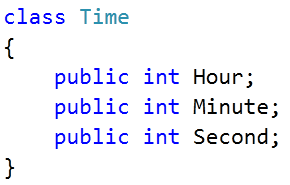 class Time
{
    public int Hour;
    public int Minute;
    public int Second;
}